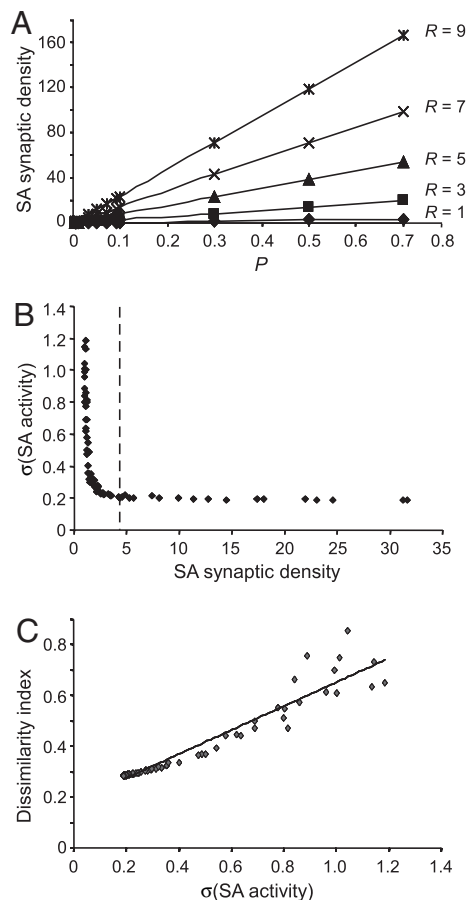 A
SA synaptic density
160
120
80
40
0
0.1 0.2 0.3 0.4 0.5 0.6 0.7 0.8
P
R = 9
R = 7
R = 5
R = 3
R = 1
B
σ(SA activity)
1.4
1.2
1.0
0.8
0.6
0.4
0.2
0
0 5 10 15 20 25 30 35
SA synaptic density
C
Dissimilarity index
0.8
0.6
0.4
0.2
0
0 0.2 0.4 0.6 0.8 1.0 1.2 1.4
σ(SA activity)